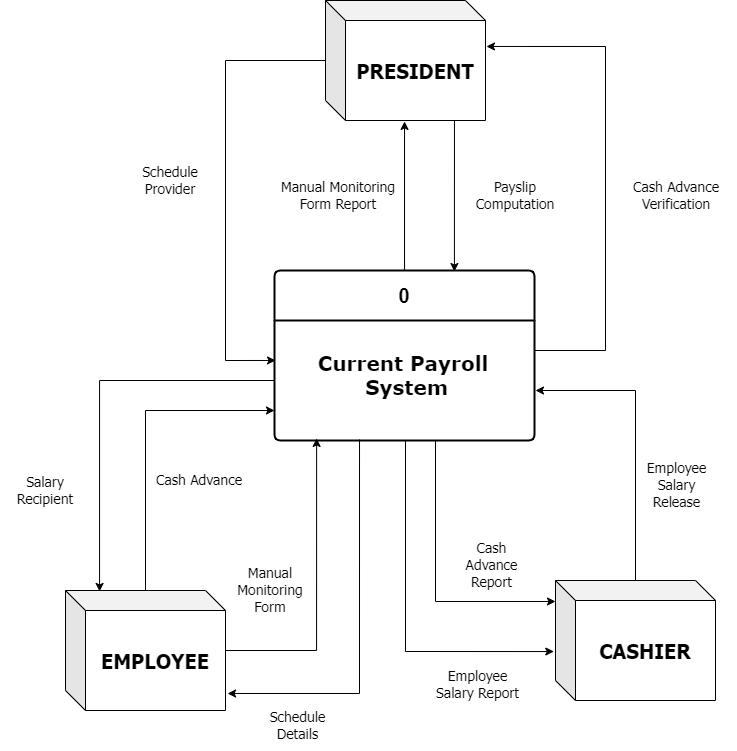 PRESIDENT
Schedule
Provider
Manual Monitoring
Form Report
Payslip
Computation
Cash Advance
Verification
0
Current Payroll
System
Salary
Recipient
Cash Advance
Employee
Salary
Release
Manual
Monitoring
Form
Cash
Advance
Report
EMPLOYEE
CASHIER
Employee
Salary Report
Schedule
Details